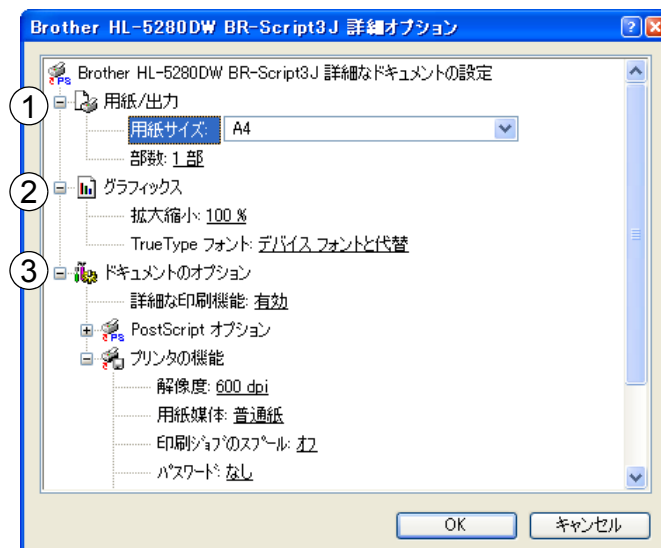 Brother HL-5280DW BR-Script3J 詳細オプション
Brother HL-5280DW BR-Script3J 詳細なドキュメントの設定
1 用紙/出力
用紙サイズ: A4
部数: 1 部
2 グラフィックス
拡大縮小: 100 %
TrueType フォント: デバイス フォントと代替
3 ドキュメントのオプション
詳細な印刷機能: 有効
PostScript オプション
プリンタの機能
解像度: 600 dpi
用紙媒体: 普通紙
印刷ジョブのスプール: オフ
パスワード: なし
OK キャンセル